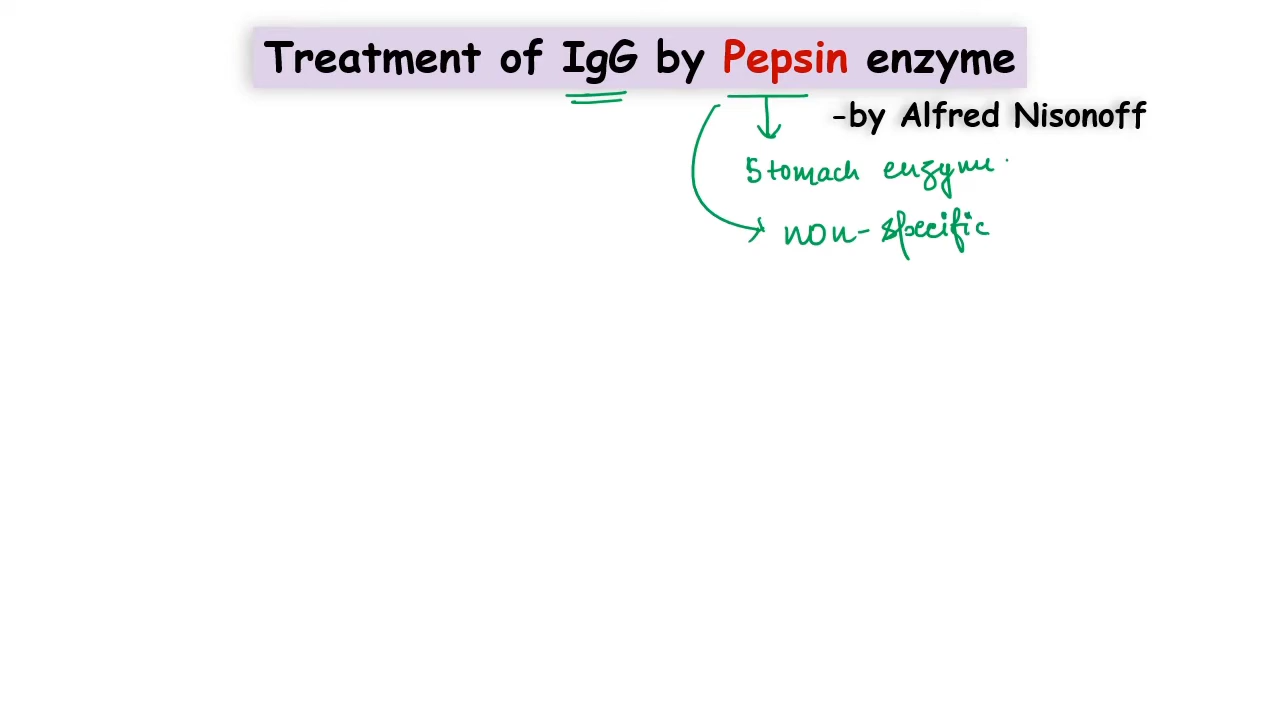 Treatment of IgG by Pepsin enzyme
-by Alfred Nisonoff
Stomach enzyme
non-specific